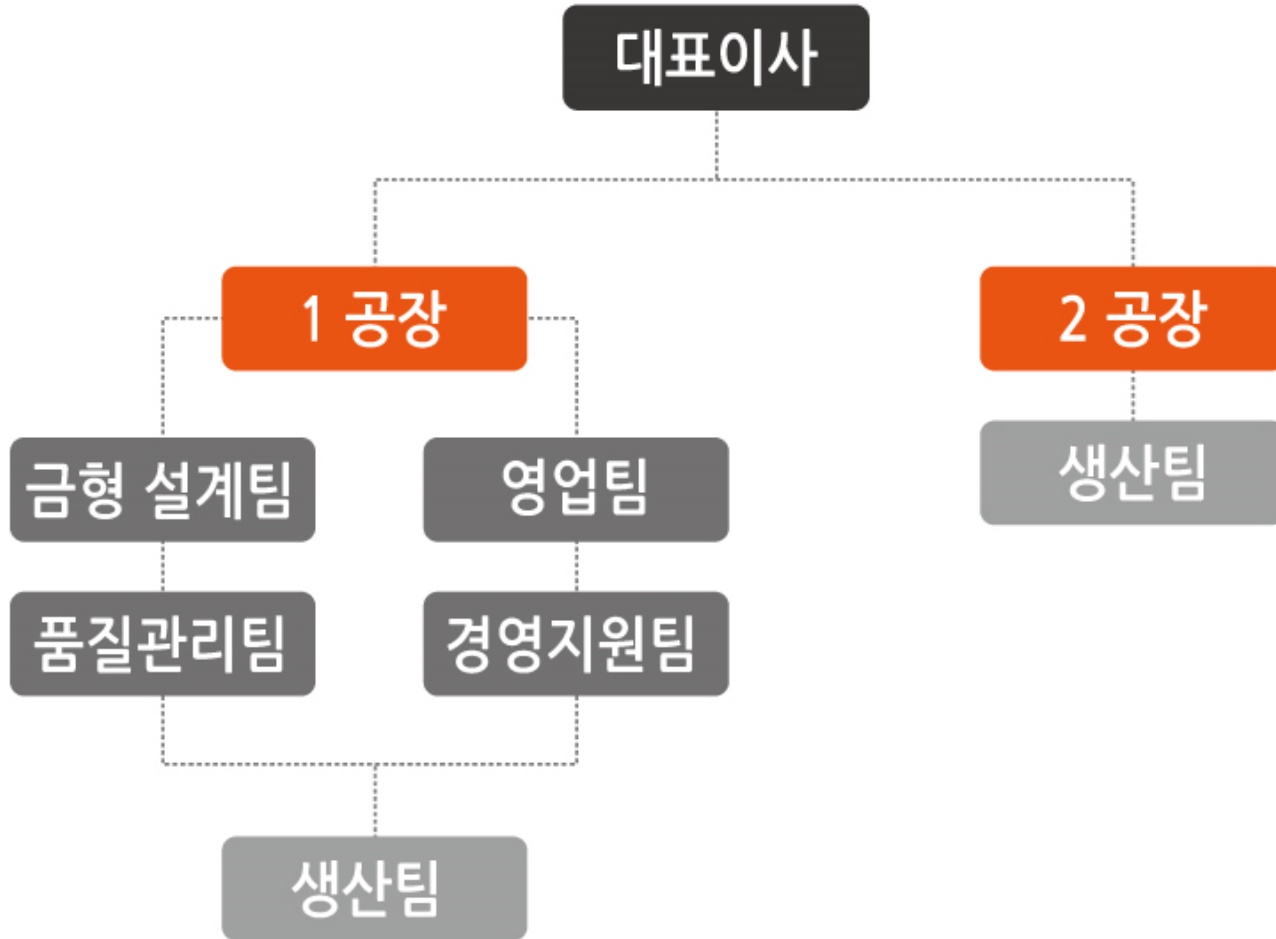 대표이사
1 공장
2 공장
금형 설계팀
영업팀
생산팀
품질관리팀
경영지원팀
생산팀